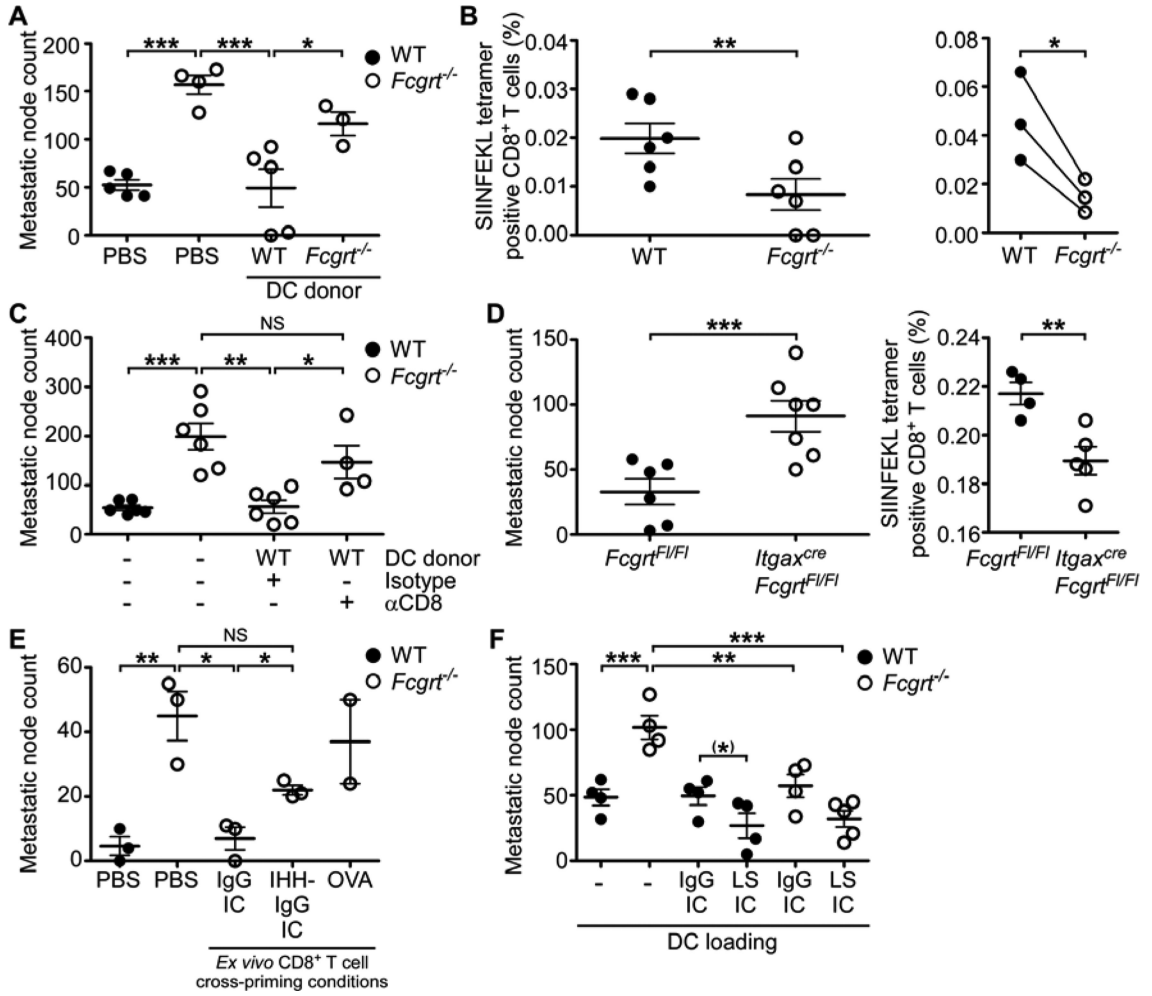 A
Metastatic node count
200
150
100
50
0
***
***
*
WT
Fcgrt-/-
PBS
PBS
WT
Fcgrt-/-
DC donor
B
SIINFEKL tetramer
positive CD8+ T cells (%)
0.04
0.03
0.02
0.01
0.00
**
WT
Fcgrt-/-
0.08
0.06
0.04
0.02
0.00
*
WT
Fcgrt-/-
C
Metastatic node count
400
300
200
100
0
NS
***
**
*
WT
Fcgrt-/-
-
-
WT
WT
DC donor
-
-
+
-
Isotype
-
-
-
+
αCD8
D
Metastatic node count
150
100
50
0
***
FcgrtFl/Fl
Itgaxcre
FcgrtFl/Fl
SIINFEKL tetramer
positive CD8+ T cells (%)
0.24
0.22
0.20
0.18
0.16
**
FcgrtFl/Fl
Itgaxcre
FcgrtFl/Fl
E
Metastatic node count
60
40
20
0
NS
**
*
*
WT
Fcgrt-/-
PBS
PBS
IgG
IC
IHH-
IgG
IC
OVA
Ex vivo CD8+ T cell
cross-priming conditions
F
Metastatic node count
150
100
50
0
***
***
**
(*)
WT
Fcgrt-/-
-
-
IgG
IC
LS
IC
IgG
IC
LS
IC
DC loading